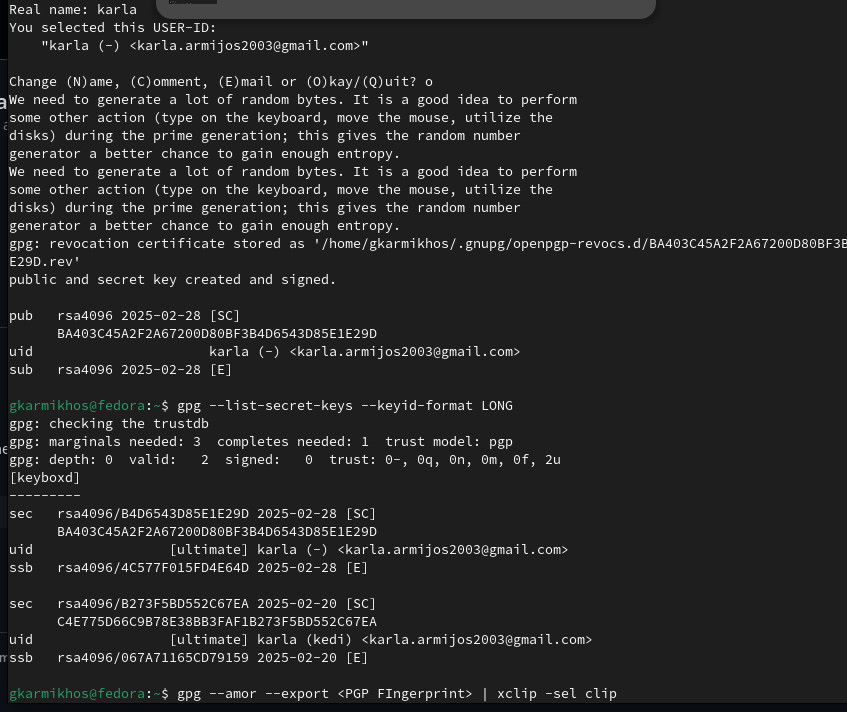 Real name: karla
You selected this USER-ID:
    "karla (-) <karla.armijos2003@gmail.com>"

Change (N)ame, (C)omment, (E)mail or (O)kay/(Q)uit? o
We need to generate a lot of random bytes. It is a good idea to perform
some other action (type on the keyboard, move the mouse, utilize the
disks) during the prime generation; this gives the random number
generator a better chance to gain enough entropy.
We need to generate a lot of random bytes. It is a good idea to perform
some other action (type on the keyboard, move the mouse, utilize the
disks) during the prime generation; this gives the random number
generator a better chance to gain enough entropy.
gpg: revocation certificate stored as '/home/gkarmikhos/.gnupg/openpgp-revocs.d/BA403C45A2F2A67200D80BF3B
E29D.rev'
public and secret key created and signed.

pub   rsa4096 2025-02-28 [SC]
      BA403C45A2F2A67200D80BF3B4D6543D85E1E29D
uid                      karla (-) <karla.armijos2003@gmail.com>
sub   rsa4096 2025-02-28 [E]

gkarmikhos@fedora:~$ gpg --list-secret-keys --keyid-format LONG
gpg: checking the trustdb
gpg: marginals needed: 3  completes needed: 1  trust model: pgp
gpg: depth: 0  valid:   2  signed:   0  trust: 0-, 0q, 0n, 0m, 0f, 2u
[keyboxd]
---------
sec   rsa4096/B4D6543D85E1E29D 2025-02-28 [SC]
      BA403C45A2F2A67200D80BF3B4D6543D85E1E29D
uid                 [ultimate] karla (-) <karla.armijos2003@gmail.com>
ssb   rsa4096/4C577F015FD4E64D 2025-02-28 [E]

sec   rsa4096/B273F5BD552C67EA 2025-02-20 [SC]
      C4E775D66C9B78E38BB3FAF1B273F5BD552C67EA
uid                 [ultimate] karla (kedi) <karla.armijos2003@gmail.com>
ssb   rsa4096/067A71165CD79159 2025-02-20 [E]

gkarmikhos@fedora:~$ gpg --amor --export <PGP FIngerprint> | xclip -sel clip